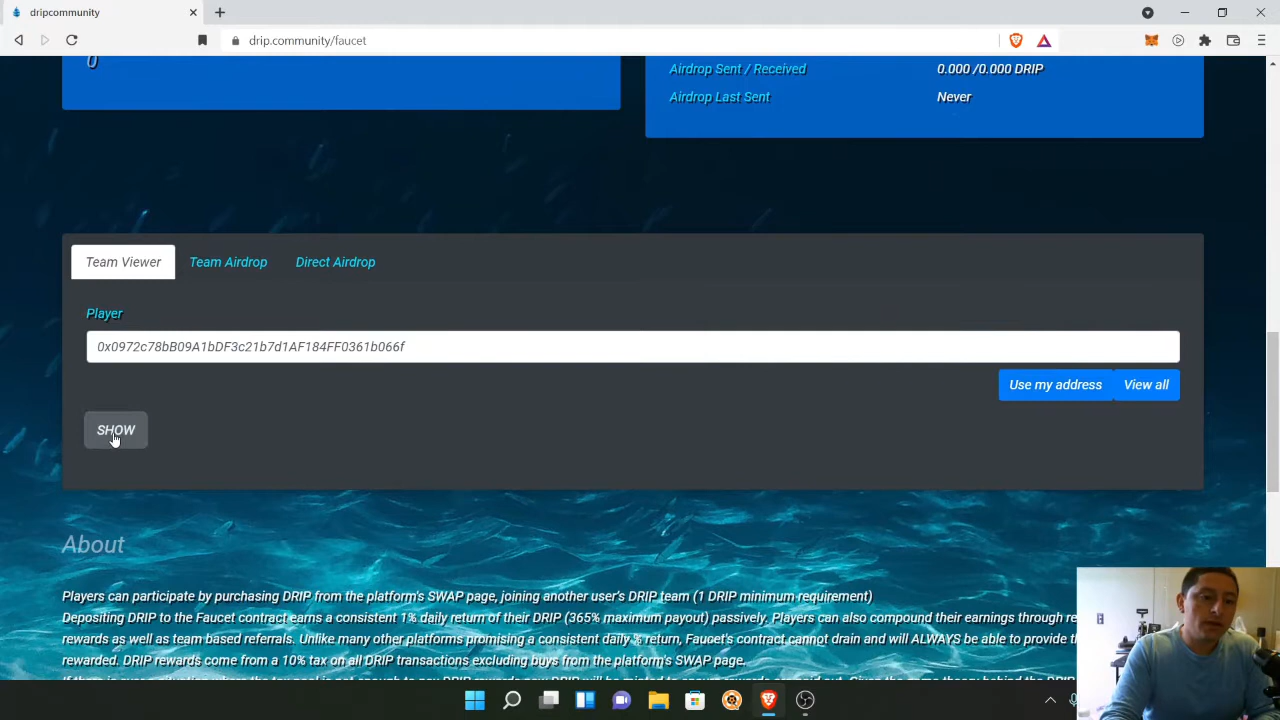 dripcommunity
drip.community/faucet
0
Airdrop Sent / Received 0.000 /0.000 DRIP
Airdrop Last Sent Never
Team Viewer Team Airdrop Direct Airdrop
Player
0x0972c78bB09A1bDF3c21b7d1AF184FF0361b066f
Use my address View all
SHOW
About
Players can participate by purchasing DRIP from the platform's SWAP page, joining another user's DRIP team (1 DRIP minimum requirement)
Depositing DRIP to the Faucet contract earns a consistent 1% daily return of their DRIP (365% maximum payout) passively. Players can also compound their earnings through re
rewards as well as team based referrals. Unlike many other platforms promising a consistent daily % return, Faucet's contract cannot drain and will ALWAYS be able to provide th
rewarded. DRIP rewards come from a 10% tax on all DRIP transactions excluding buys from the platform's SWAP page.